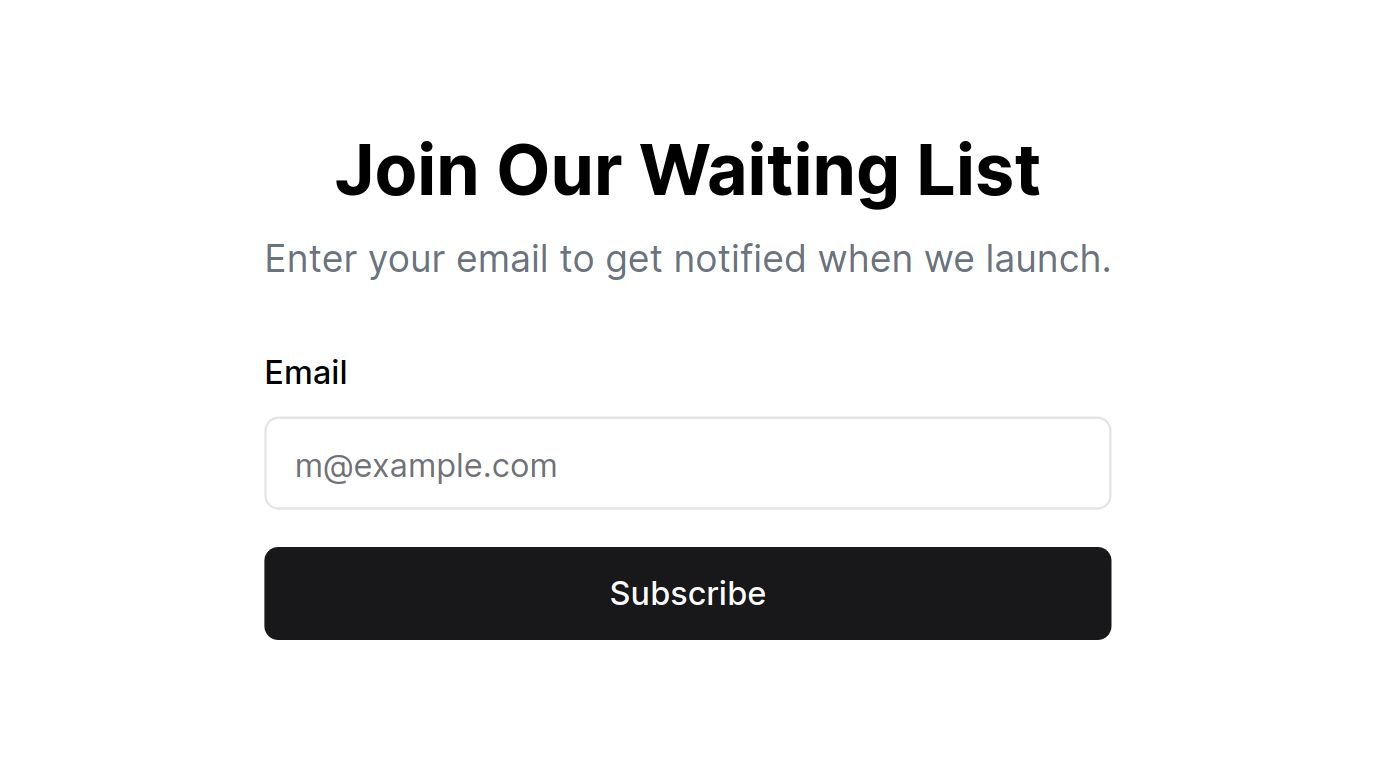 Join Our Waiting List
Enter your email to get notified when we launch.
Email
m@example.com
Subscribe